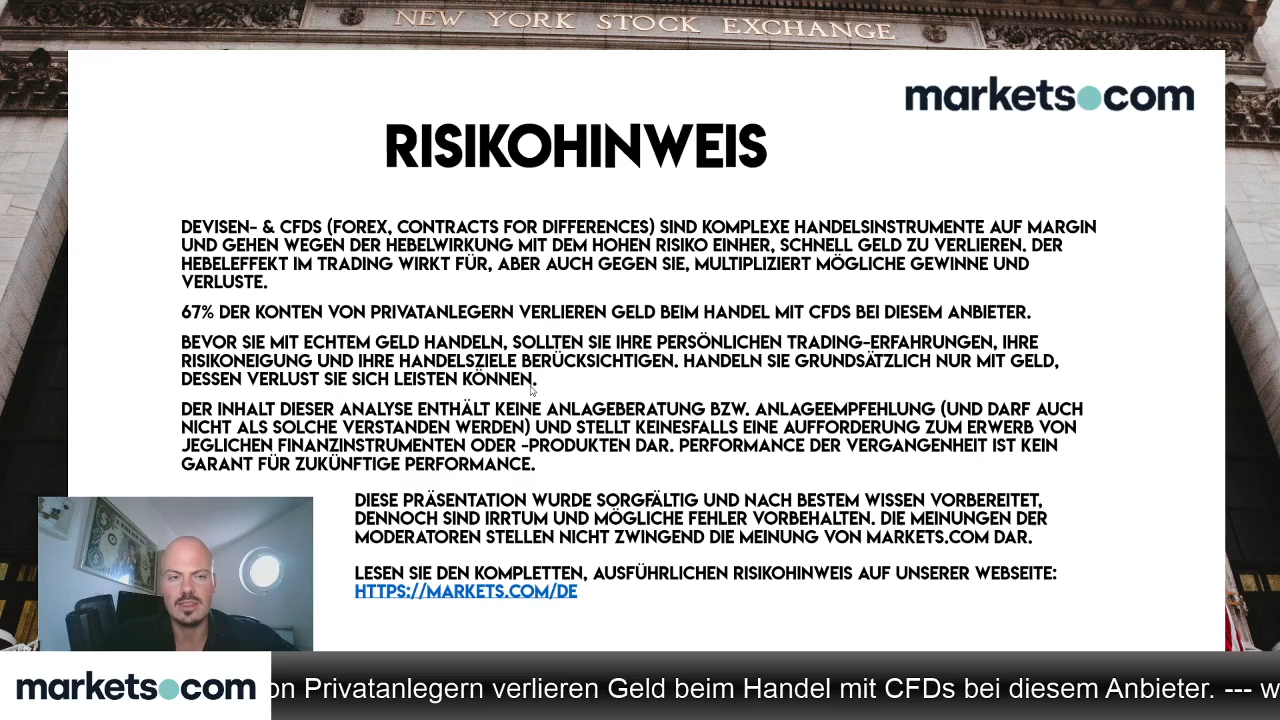 NEW YORK STOCK EXCHANGE
markets.com
RISIKOHINWEIS
DEVISEN- & CFDS (FOREX, CONTRACTS FOR DIFFERENCES) SIND KOMPLEXE HANDELSINSTRUMENTE AUF MARGIN
UND GEHEN WEGEN DER HEBELWIRKUNG MIT DEM HOHEN RISIKO EINHER, SCHNELL GELD ZU VERLIEREN. DER
HEBELEFFEKT IM TRADING WIRKT FÜR, ABER AUCH GEGEN SIE, MULTIPLIZIERT MÖGLICHE GEWINNE UND
VERLUSTE.
67% DER KONTEN VON PRIVATANLEGERN VERLIEREN GELD BEIM HANDEL MIT CFDS BEI DIESEM ANBIETER.
BEVOR SIE MIT ECHTEM GELD HANDELN, SOLLTEN SIE IHRE PERSÖNLICHEN TRADING-ERFAHRUNGEN, IHRE
RISIKONEIGUNG UND IHRE HANDELSZIELE BERÜCKSICHTIGEN. HANDELN SIE GRUNDSÄTZLICH NUR MIT GELD,
DESSEN VERLUST SIE SICH LEISTEN KÖNNEN.
DER INHALT DIESER ANALYSE ENTHÄLT KEINE ANLAGEBERATUNG BZW. ANLAGEEMPFEHLUNG (UND DARF AUCH
NICHT ALS SOLCHE VERSTANDEN WERDEN) UND STELLT KEINESFALLS EINE AUFFORDERUNG ZUM ERWERB VON
JEGLICHEN FINANZINSTRUMENTEN ODER -PRODUKTEN DAR. PERFORMANCE DER VERGANGENHEIT IST KEIN
GARANT FÜR ZUKÜNFTIGE PERFORMANCE.
DIESE PRÄSENTATION WURDE SORGFÄLTIG UND NACH BESTEM WISSEN VORBEREITET,
DENNOCH SIND IRRTUM UND MÖGLICHE FEHLER VORBEHALTEN. DIE MEINUNGEN DER
MODERATOREN STELLEN NICHT ZWINGEND DIE MEINUNG VON MARKETS.COM DAR.
LESEN SIE DEN KOMPLETTEN, AUSFÜHRLICHEN RISIKOHINWEIS AUF UNSERER WEBSEITE:
HTTPS://MARKETS.COM/DE
markets.com
on Privatanlegern verlieren Geld beim Handel mit CFDs bei diesem Anbieter. --- w